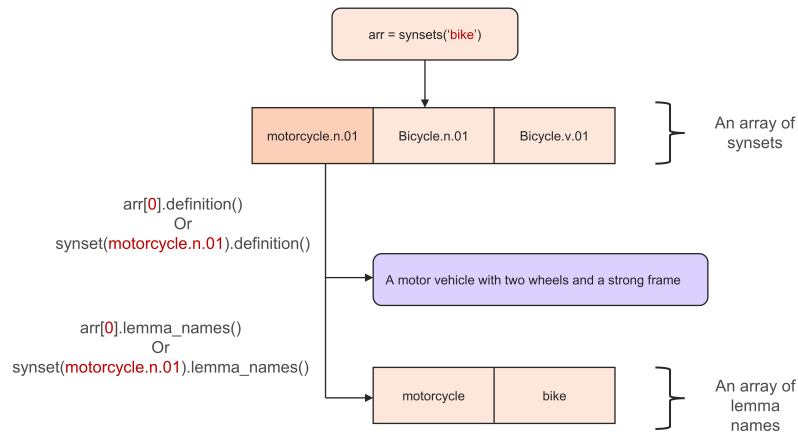 arr = synsets(‘bike’)
motorcycle.n.01
Bicycle.n.01
Bicycle.v.01
An array of
synsets
arr[0].definition()
Or
synset(motorcycle.n.01).definition()
A motor vehicle with two wheels and a strong frame
arr[0].lemma_names()
Or
synset(motorcycle.n.01).lemma_names()
motorcycle
bike
An array of
lemma
names